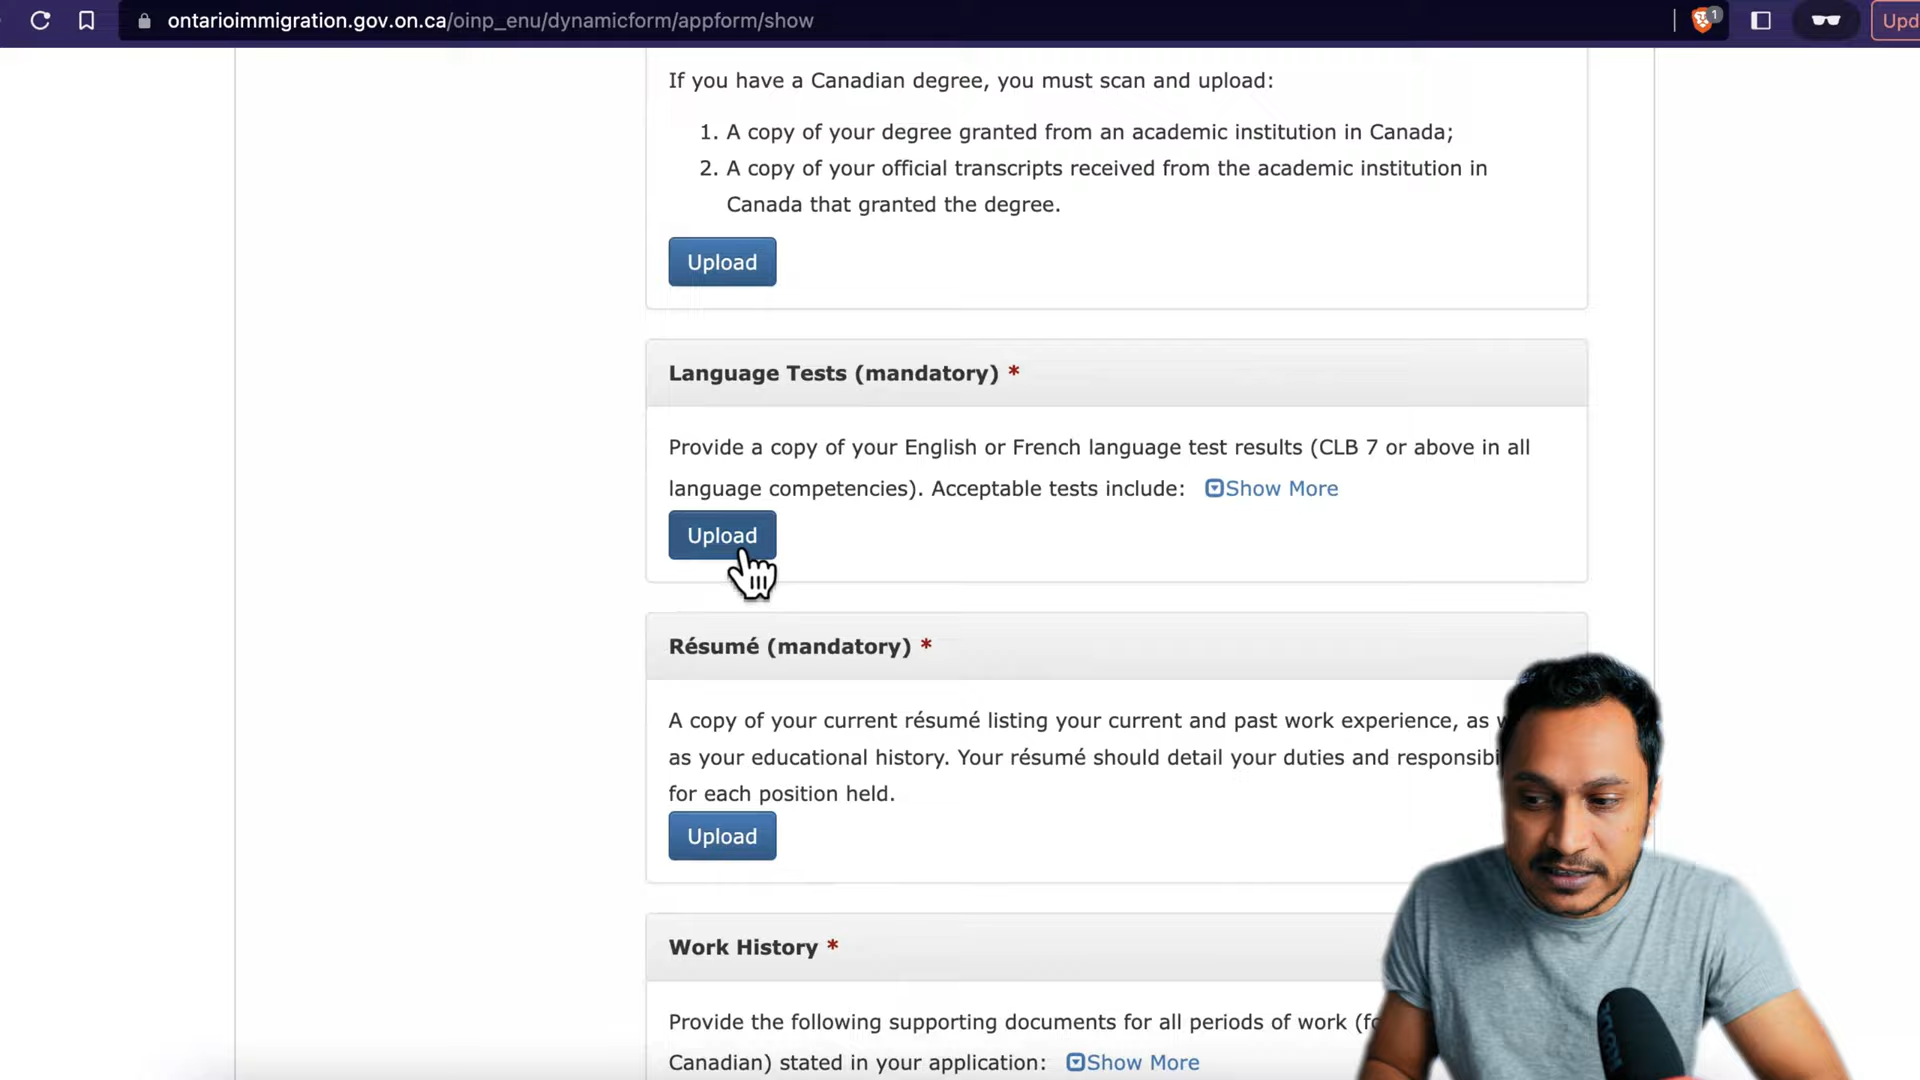 ontarioimmigration.gov.on.ca/oinp_enu/dynamicform/appform/show
1
Upd
If you have a Canadian degree, you must scan and upload:
1. A copy of your degree granted from an academic institution in Canada;
2. A copy of your official transcripts received from the academic institution in
Canada that granted the degree.
Upload
Language Tests (mandatory) *
Provide a copy of your English or French language test results (CLB 7 or above in all
language competencies). Acceptable tests include: Show More
Upload
Résumé (mandatory) *
A copy of your current résumé listing your current and past work experience, as
as your educational history. Your résumé should detail your duties and responsibi
for each position held.
Upload
Work History *
Provide the following supporting documents for all periods of work
Canadian) stated in your application: Show More